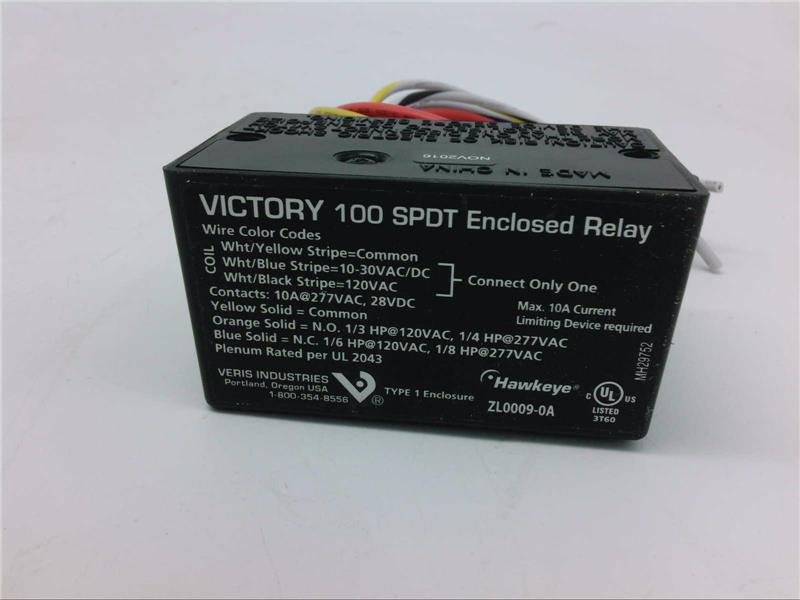 NOV2016
MADE IN CHINA
VICTORY 100 SPDT Enclosed Relay
Wire Color Codes
COIL
Wht/Yellow Stripe=Common
Wht/Blue Stripe=10-30VAC/DC
Wht/Black Stripe=120VAC
Connect Only One
Contacts: 10A@277VAC, 28VDC
Max. 10A Current
Limiting Device required
Yellow Solid = Common
Orange Solid = N.O. 1/3 HP@120VAC, 1/4 HP@277VAC
Blue Solid = N.C. 1/6 HP@120VAC, 1/8 HP@277VAC
Plenum Rated per UL 2043
MH29752
VERIS INDUSTRIES
Portland, Oregon USA
1-800-354-8556
®
TYPE 1 Enclosure
Hawkeye®
ZL0009-0A
C UL US
LISTED
3T60